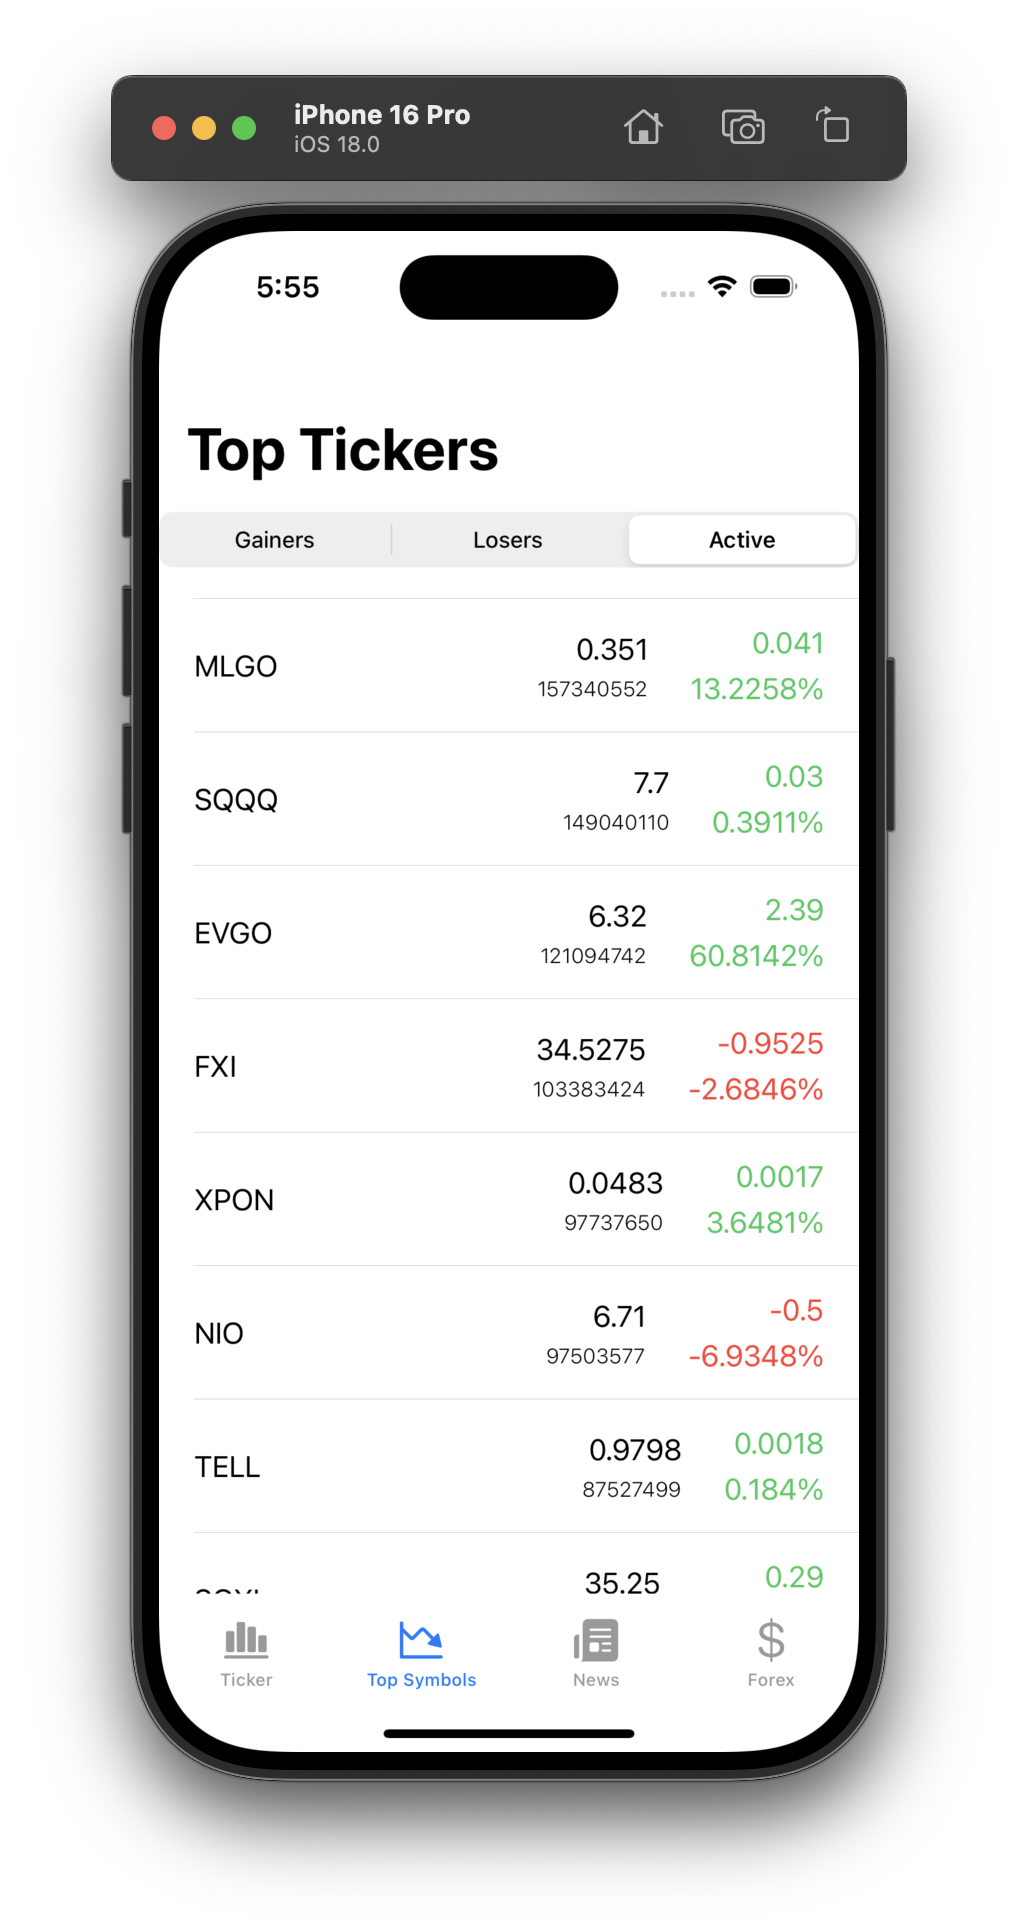 iPhone 16 Pro
iOS 18.0
5:55
Top Tickers
Gainers Losers Active
MLGO 0.351 0.041
157340552 13.2258%
SQQQ 7.7 0.03
149040110 0.3911%
EVGO 6.32 2.39
121094742 60.8142%
FXI 34.5275 -0.9525
103383424 -2.6846%
XPON 0.0483 0.0017
97737650 3.6481%
NIO 6.71 -0.5
97503577 -6.9348%
TELL 0.9798 0.0018
87527499 0.184%
35.25 0.29
Ticker Top Symbols News Forex